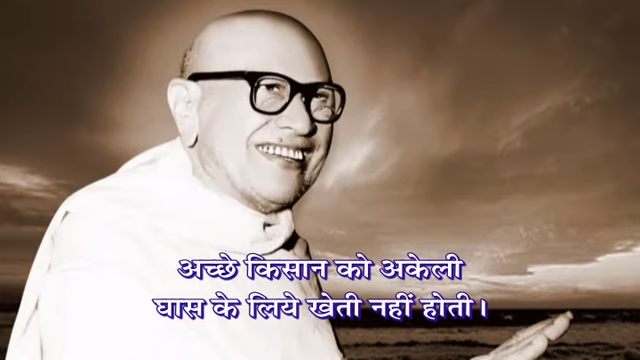 अच्छे किसान को अकेली
घास के लिये खेती नहीं होती।